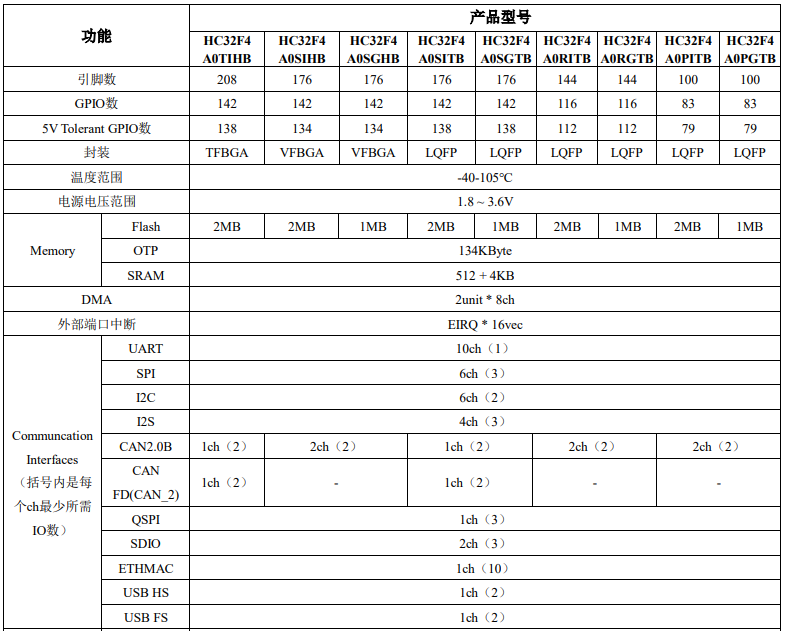 功能 产品型号
HC32F4 HC32F4 HC32F4 HC32F4 HC32F4 HC32F4 HC32F4 HC32F4 HC32F4
A0TIHB A0SIHB A0SGHB A0SITB A0SGTB A0RITB A0RGTB A0PITB A0PGTB
引脚数 208 176 176 176 176 144 144 100 100
GPIO数 142 142 142 142 142 116 116 83 83
5V Tolerant GPIO数 138 134 134 138 138 112 112 79 79
封装 TFBGA VFBGA VFBGA LQFP LQFP LQFP LQFP LQFP LQFP
温度范围 -40-105℃
电源电压范围 1.8 ~ 3.6V
Memory
Flash 2MB 2MB 1MB 2MB 1MB 2MB 1MB 2MB 1MB
OTP 134KByte
SRAM 512 + 4KB
DMA 2unit * 8ch
外部端口中断 EIRQ * 16vec
Communcation
Interfaces
（括号内是每
个ch最少所需
IO数）
UART 10ch（1）
SPI 6ch（3）
I2C 6ch（2）
I2S 4ch（3）
CAN2.0B 1ch（2） 2ch（2） 1ch（2） 2ch（2） 2ch（2）
CAN
FD(CAN_2) 1ch（2） - 1ch（2） - -
QSPI 1ch（3）
SDIO 2ch（3）
ETHMAC 1ch（10）
USB HS 1ch（2）
USB FS 1ch（2）